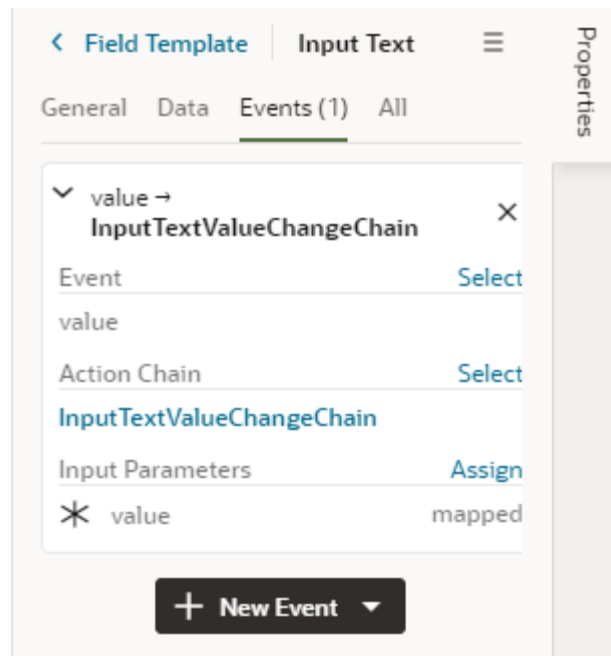 Field Template Input Text
General Data Events (1) All
value →
InputTextValueChangeChain
Event Select
value
Action Chain Select
InputTextValueChangeChain
Input Parameters Assign
value mapped
New Event
Properties